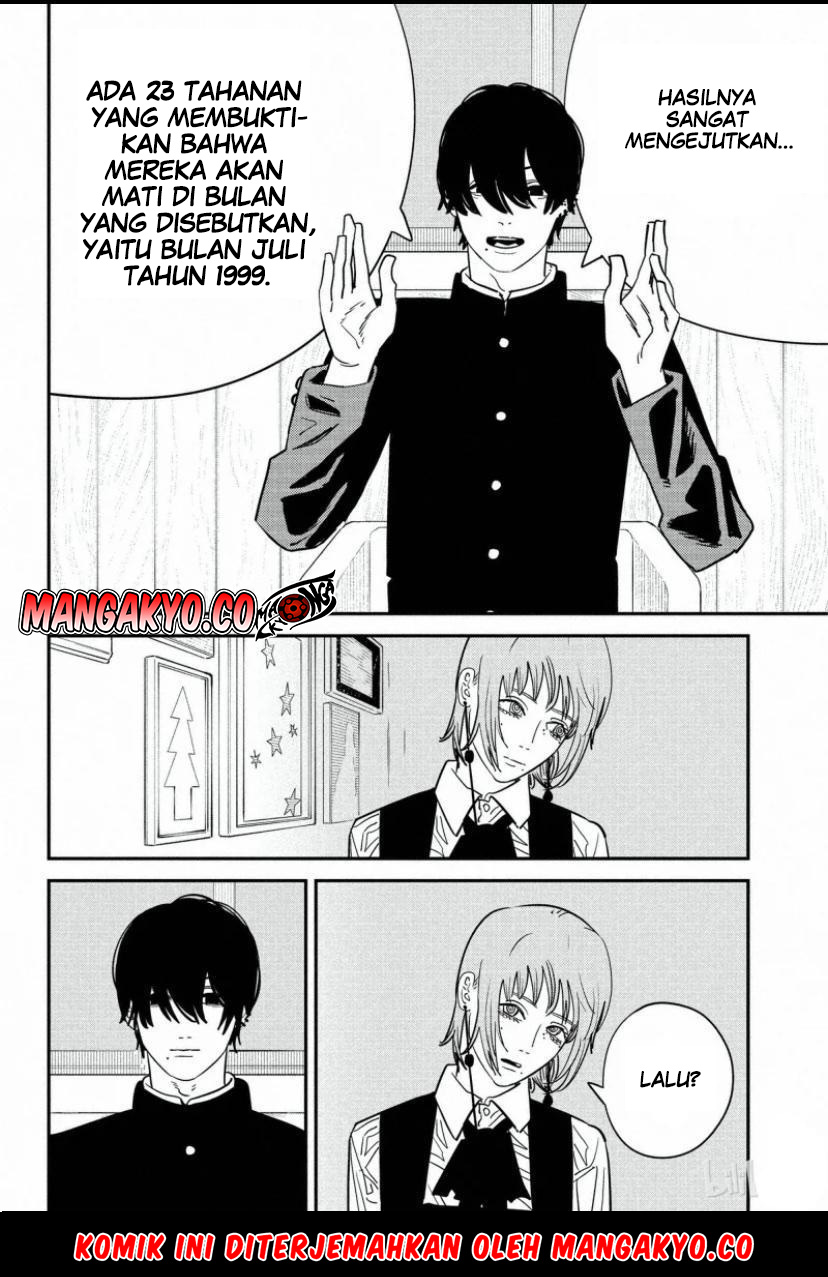 HASILNYA
SANGAT
MENGEJUTKAN...
ADA 23 TAHANAN
YANG MEMBUKTI-
KAN BAHWA
MEREKA AKAN
MATI DI BULAN
YANG DISEBUTKAN,
YAITU BULAN JULI
TAHUN 1999.
MANGAKYO.CO
LALU?
KOMIK INI DITERJEMAHKAN OLEH MANGAKYO.CO